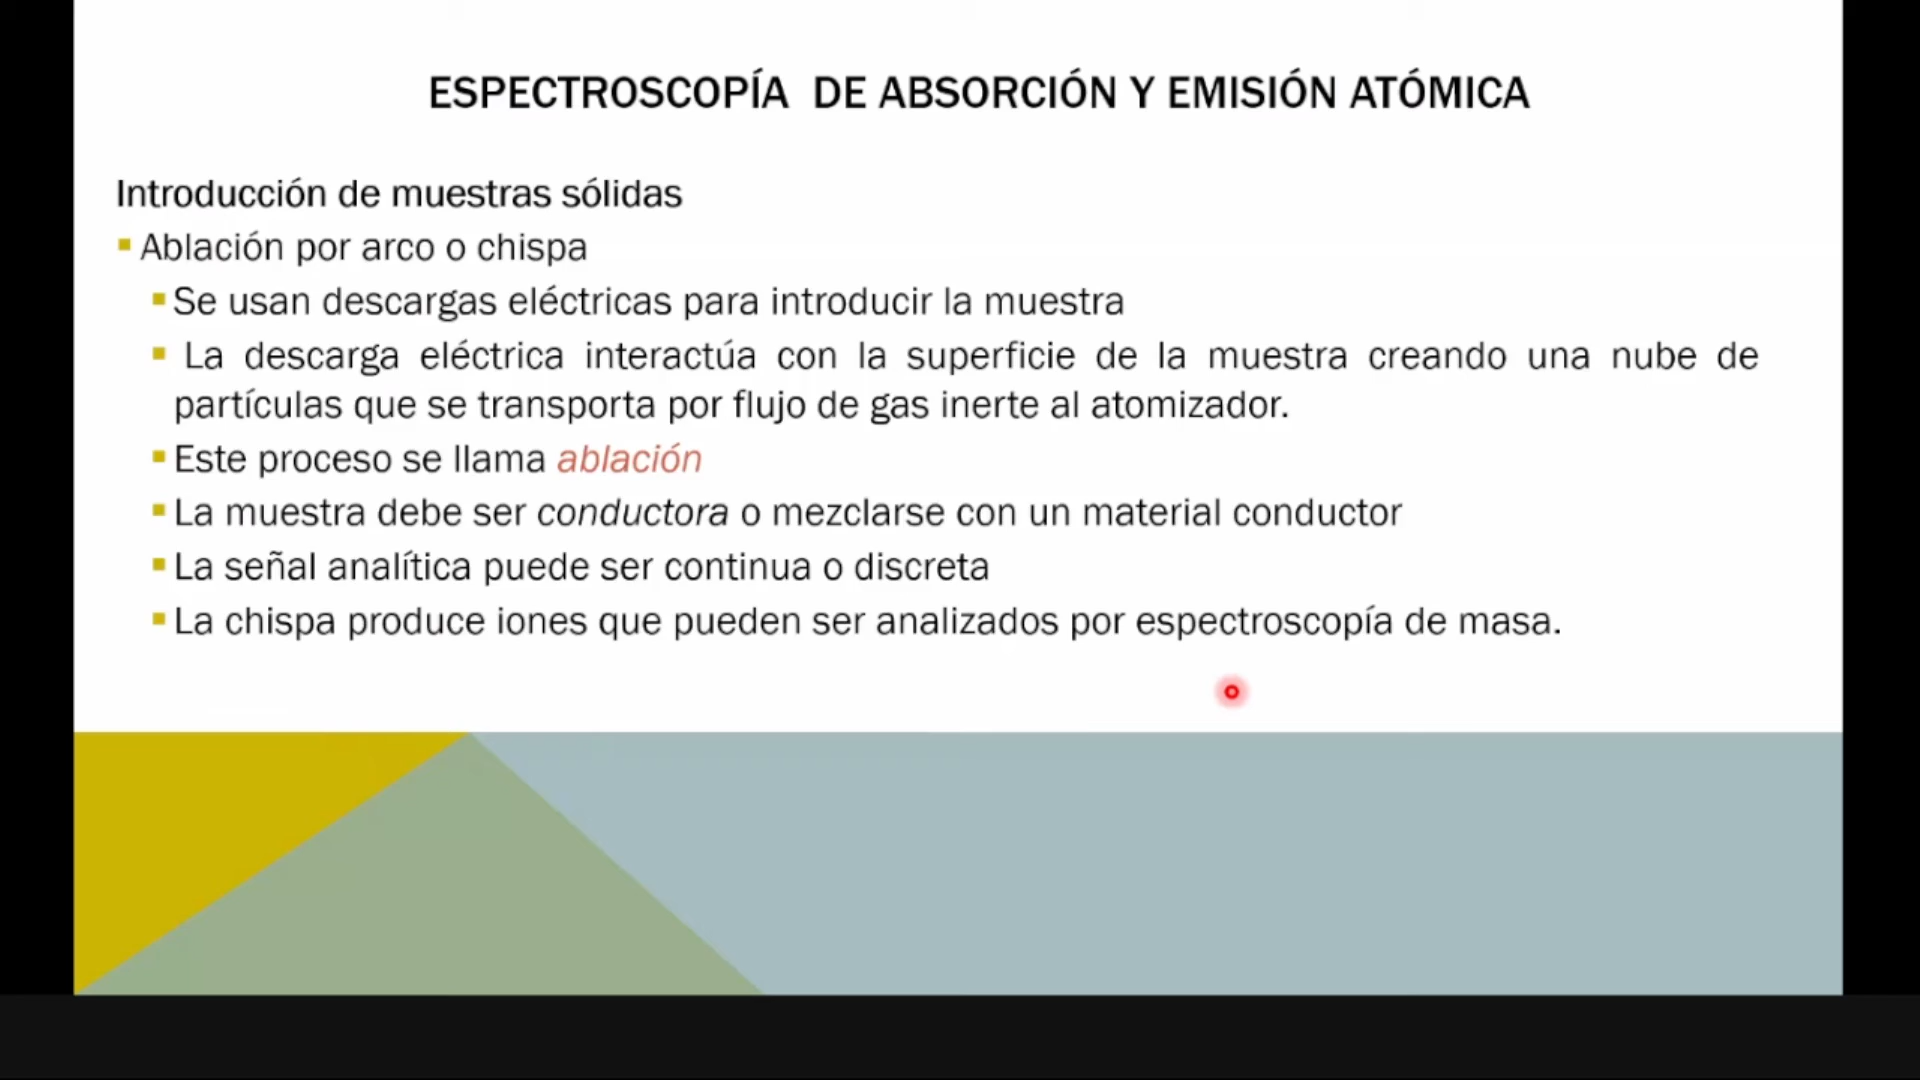 ESPECTROSCOPÍA DE ABSORCIÓN Y EMISIÓN ATÓMICA
Introducción de muestras sólidas
Ablación por arco o chispa
Se usan descargas eléctricas para introducir la muestra
La descarga eléctrica interactúa con la superficie de la muestra creando una nube de
partículas que se transporta por flujo de gas inerte al atomizador.
Este proceso se llama ablación
La muestra debe ser conductora o mezclarse con un material conductor
La señal analítica puede ser continua o discreta
La chispa produce iones que pueden ser analizados por espectroscopía de masa.